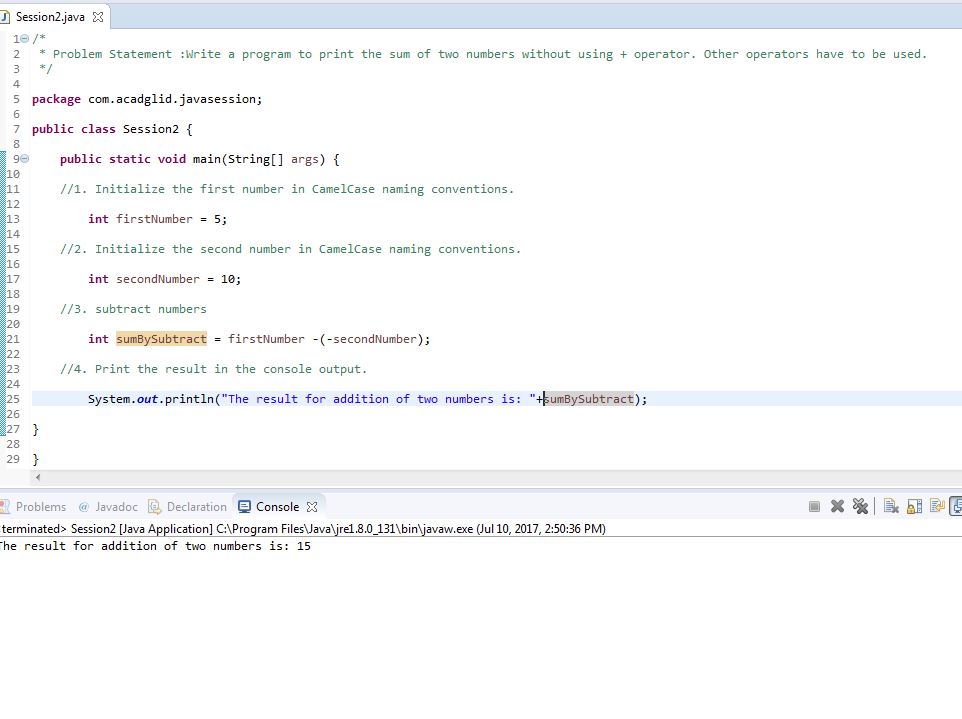 Session2.java
1 /*
2 * Problem Statement :Write a program to print the sum of two numbers without using + operator. Other operators have to be used.
3 */
4
5 package com.acadglid.javasession;
6
7 public class Session2 {
8
9 public static void main(String[] args) {
10
11 //1. Initialize the first number in CamelCase naming conventions.
12
13 int firstNumber = 5;
14
15 //2. Initialize the second number in CamelCase naming conventions.
16
17 int secondNumber = 10;
18
19 //3. subtract numbers
20
21 int sumBySubtract = firstNumber -(-secondNumber);
22
23 //4. Print the result in the console output.
24
25 System.out.println("The result for addition of two numbers is: "+sumBySubtract);
26
27 }
28
29 }
Problems @ Javadoc Declaration Console
terminated> Session2 [Java Application] C:\Program Files\Java\jre1.8.0_131\bin\javaw.exe (Jul 10, 2017, 2:50:36 PM)
The result for addition of two numbers is: 15